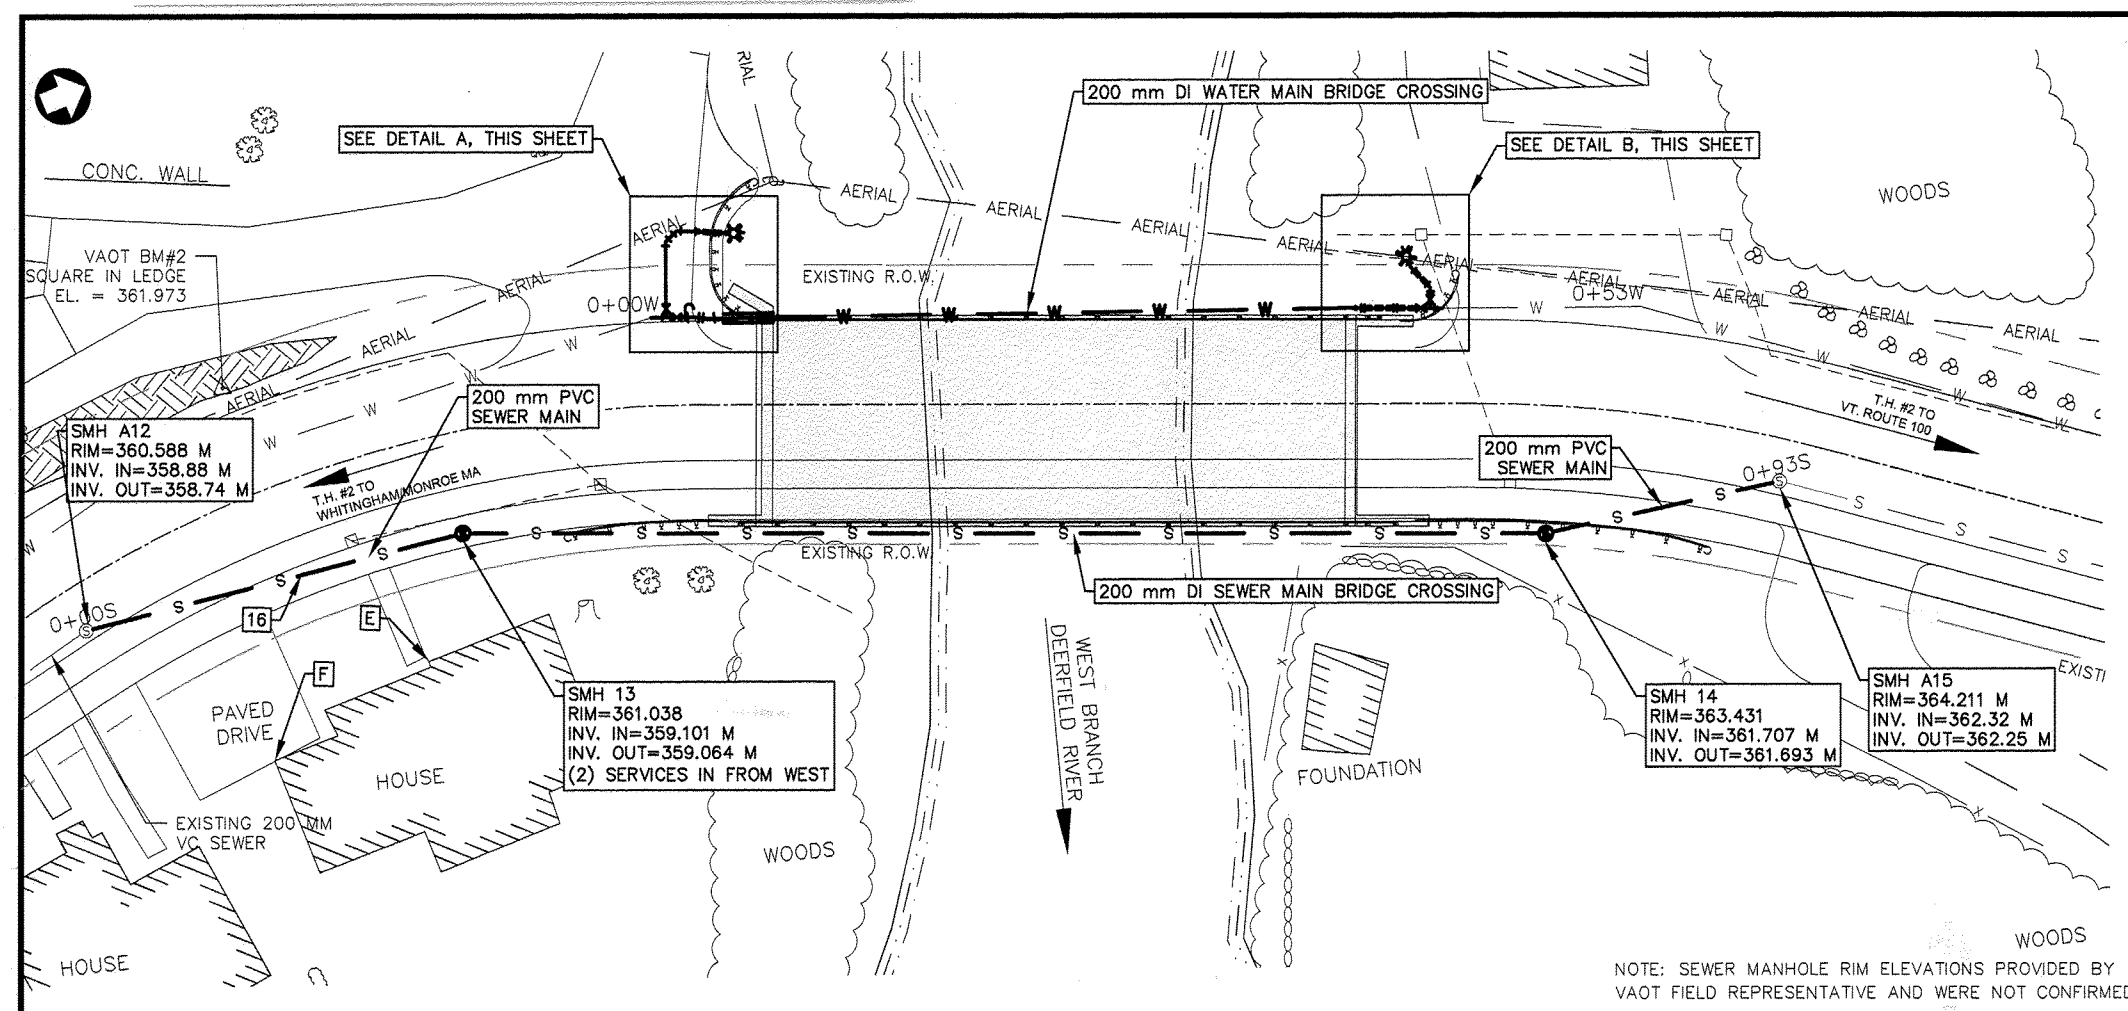 RIAL
200 mm DI WATER MAIN BRIDGE CROSSING
SEE DETAIL A, THIS SHEET
SEE DETAIL B, THIS SHEET
CONC. WALL
WOODS
AERIAL
AERIAL
AERIAL
AERIAL
AERIAL
AERIAL
AERIAL
AERIAL
AERIAL
AERIAL
AERIAL
AERIAL
AERIAL
VAOT BM#2
SQUARE IN LEDGE
EL. = 361.973
EXISTING R.O.W.
0+00W
0+53W
W W W W W
W W W W
W W W W W
200 mm PVC
SEWER MAIN
SMH A12
RIM=360.588 M
INV. IN=358.88 M
INV. OUT=358.74 M
T.H. #2 TO
WHITINGHAM/MONROE MA
T.H. #2 TO
VT. ROUTE 100
200 mm PVC
SEWER MAIN
0+93S
S S S S S S S S S
EXISTING R.O.W.
200 mm DI SEWER MAIN BRIDGE CROSSING
0+00S
S S S S
S S
S S S
16
E
F
PAVED
DRIVE
HOUSE
SMH 13
RIM=361.038
INV. IN=359.101 M
INV. OUT=359.064 M
(2) SERVICES IN FROM WEST
WEST BRANCH
DEERFIELD RIVER
FOUNDATION
SMH 14
RIM=363.431
INV. IN=361.707 M
INV. OUT=361.693 M
SMH A15
RIM=364.211 M
INV. IN=362.32 M
INV. OUT=362.25 M
EXISTI
EXISTING 200 MM
VC SEWER
WOODS
HOUSE
WOODS
NOTE: SEWER MANHOLE RIM ELEVATIONS PROVIDED BY
VAOT FIELD REPRESENTATIVE AND WERE NOT CONFIRMED